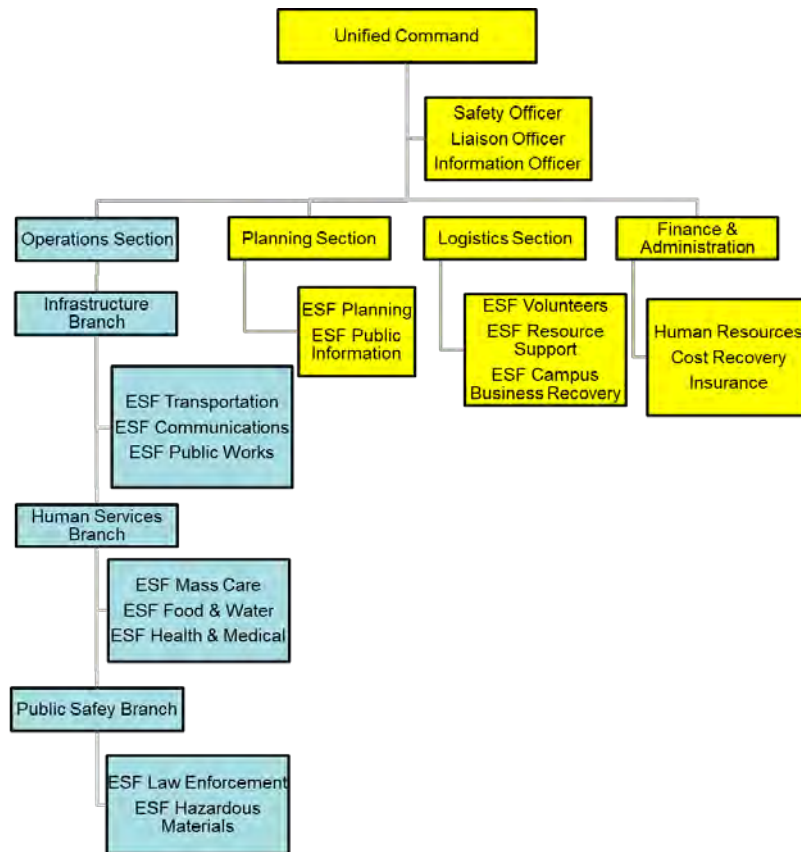 Unified Command
Safety Officer
Liaison Officer
Information Officer
Operations Section
Planning Section
Logistics Section
Finance &
Administration
Infrastructure
Branch
ESF Planning
ESF Public
Information
ESF Volunteers
ESF Resource
Support
ESF Campus
Business Recovery
Human Resources
Cost Recovery
Insurance
ESF Transportation
ESF Communications
ESF Public Works
Human Services
Branch
ESF Mass Care
ESF Food & Water
ESF Health & Medical
Public Safey Branch
ESF Law Enforcement
ESF Hazardous
Materials